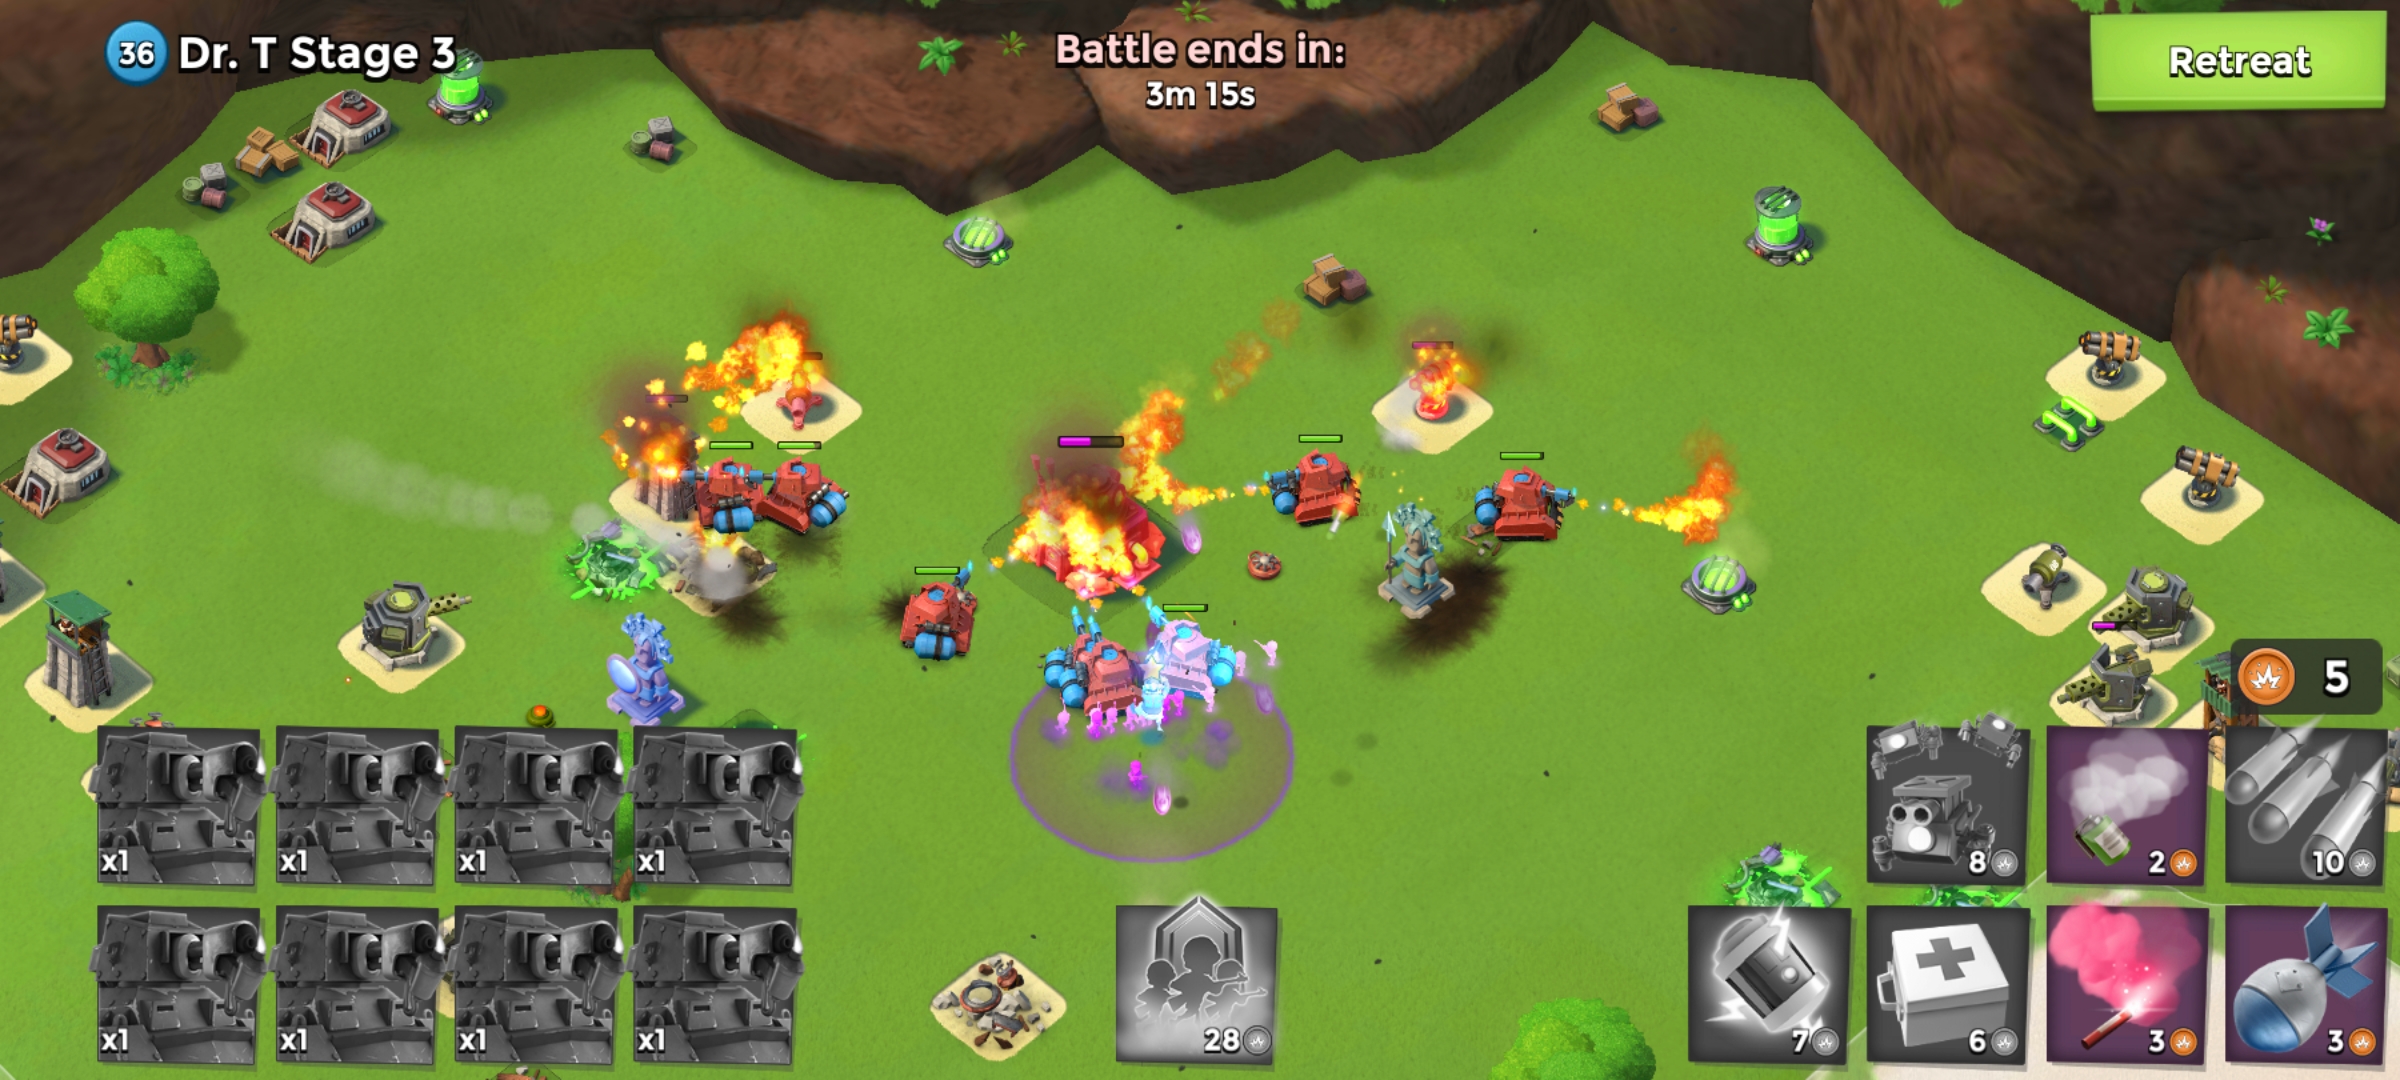 36 Dr. T Stage 3
Battle ends in:
3m 15s
Retreat
5
x1 x1 x1 x1
8 2 10
x1 x1 x1 x1
28
7 6 3 3